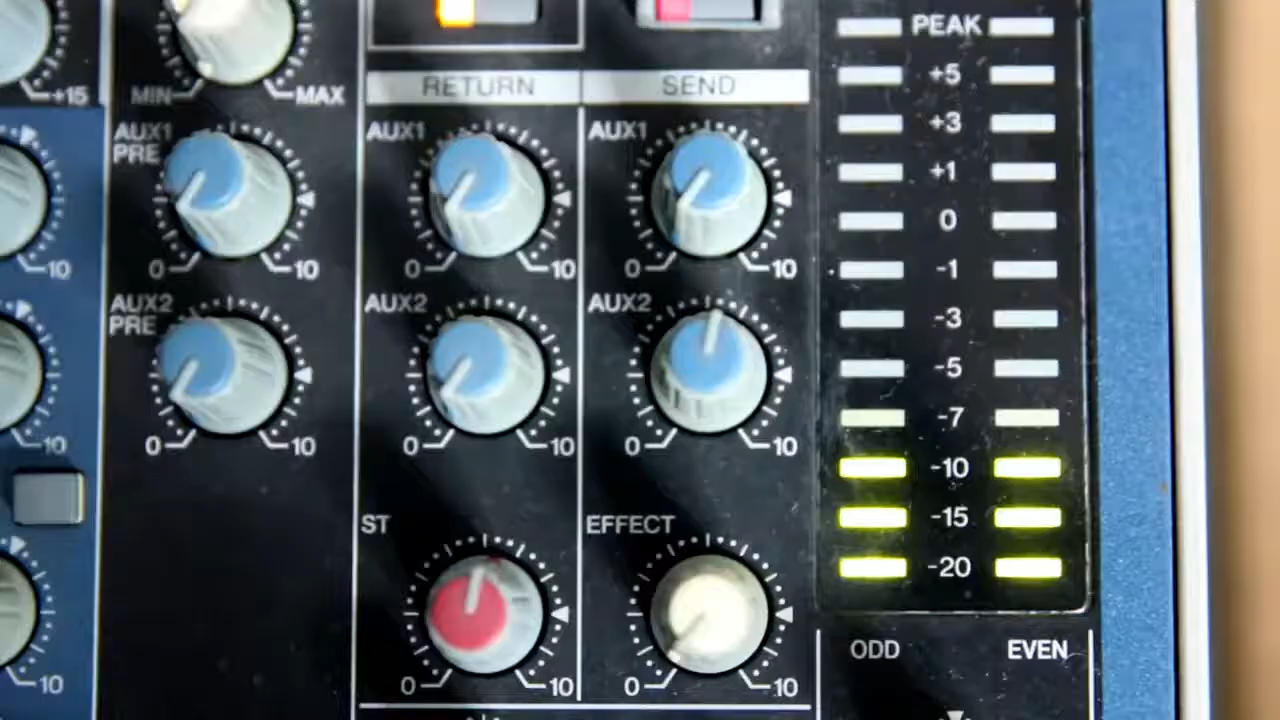 +15
MIN MAX
AUX1
PRE
0 10
AUX2
PRE
0 10
10
10
10
RETURN
AUX1
0 10
AUX2
0 10
ST
0 10
SEND
AUX1
0 10
AUX2
0 10
EFFECT
0 10
PEAK
+5
+3
+1
0
-1
-3
-5
-7
-10
-15
-20
ODD EVEN